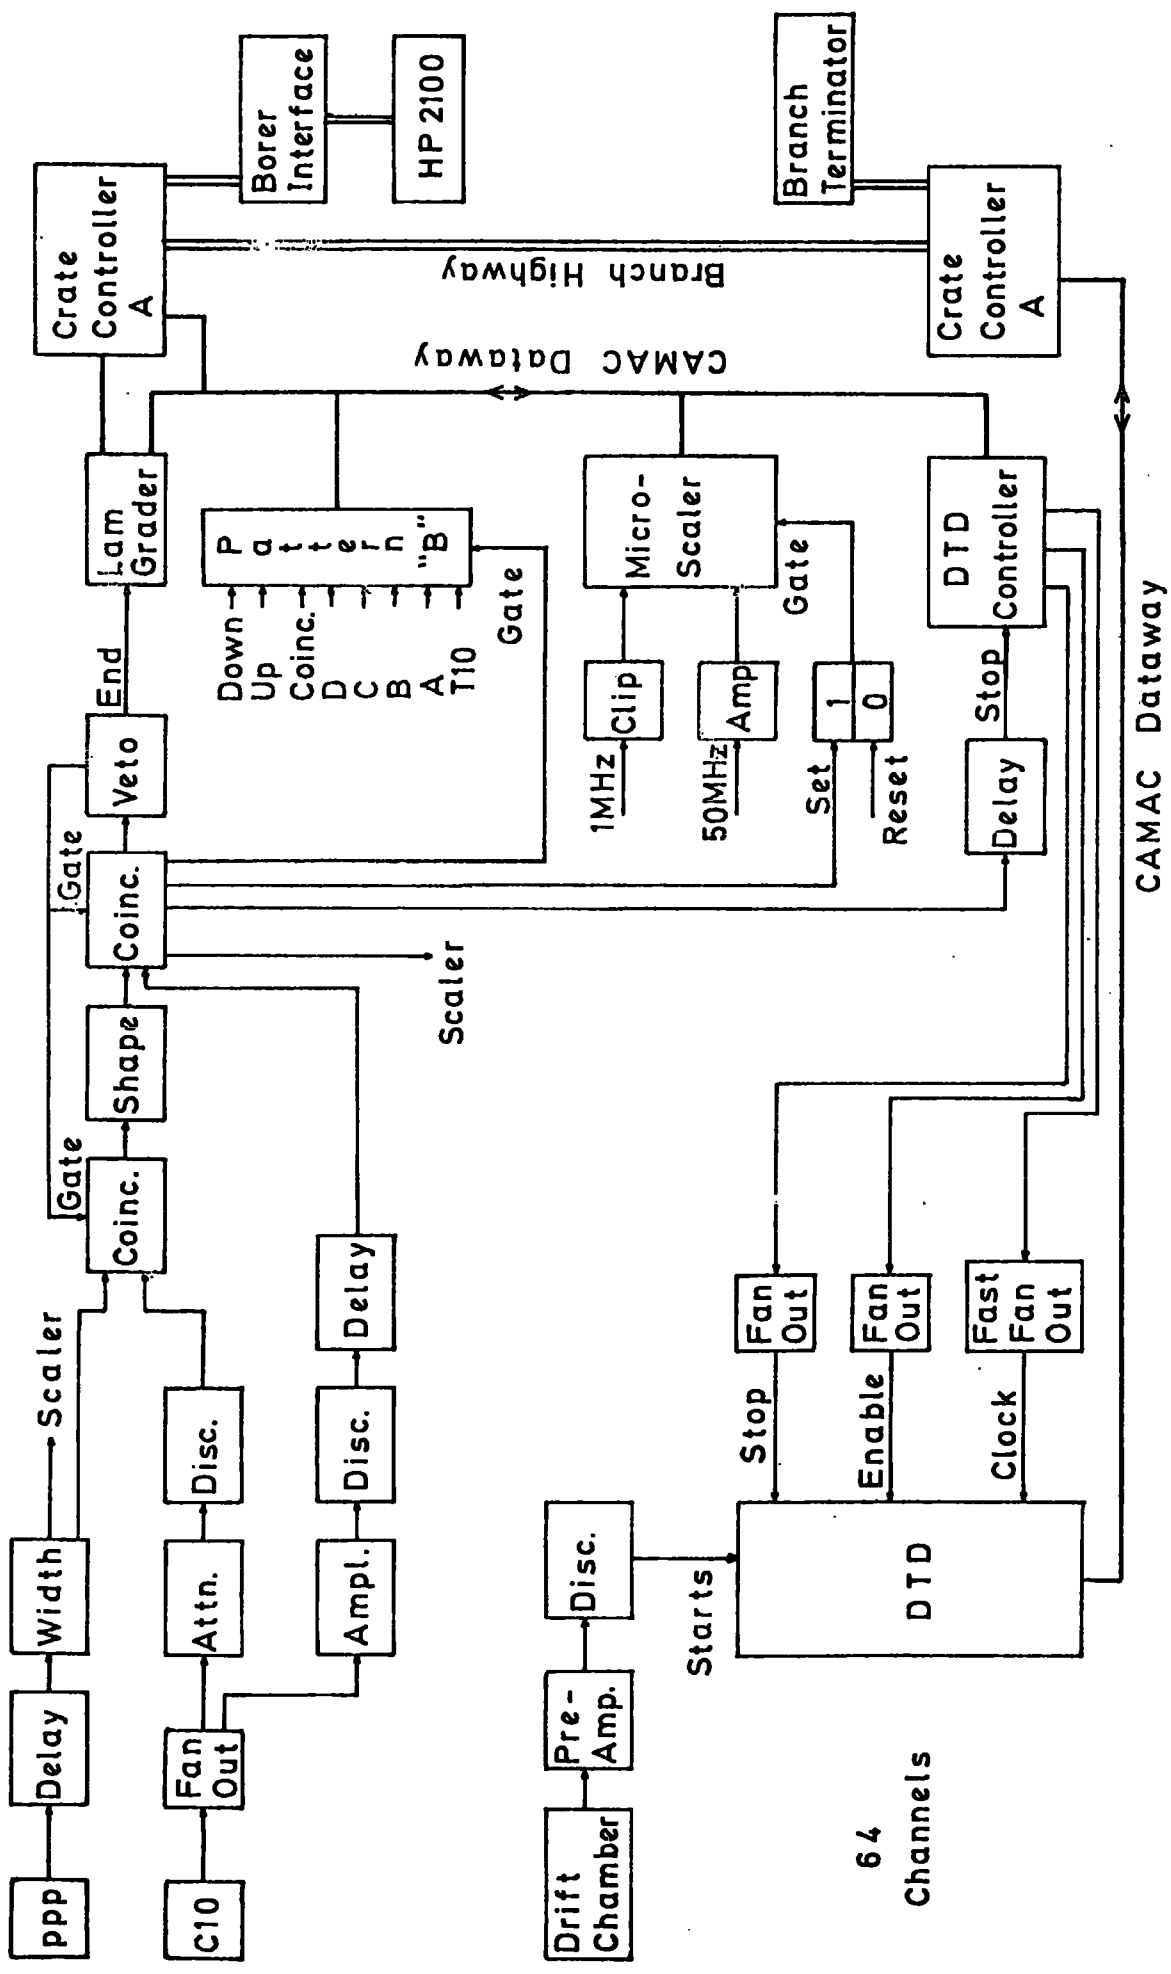 ppp
Delay
Width
Scaler
C10
Fan
Out
Attn.
Disc.
Ampl.
Disc.
Delay
Coinc.
Gate
Shape
Coinc.
Gate
Veto
End
Lam
Grader
Crate
Controller
A
Borer
Interface
HP 2100
Scaler
Down
Up
Coinc.
D
C
B
A
T10
Pattern
"B"
Gate
1MHz
Clip
50MHz
Amp
Micro-
Scaler
Set
1
0
Reset
Gate
Delay
Stop
DTD
Controller
CAMAC Dataway
Branch Highway
Branch
Terminator
Crate
Controller
A
Drift
Chamber
Pre-
Amp.
Disc.
Starts
64
Channels
DTD
Stop
Enable
Clock
Fan
Out
Fan
Out
Fast
Fan
Out
CAMAC Dataway